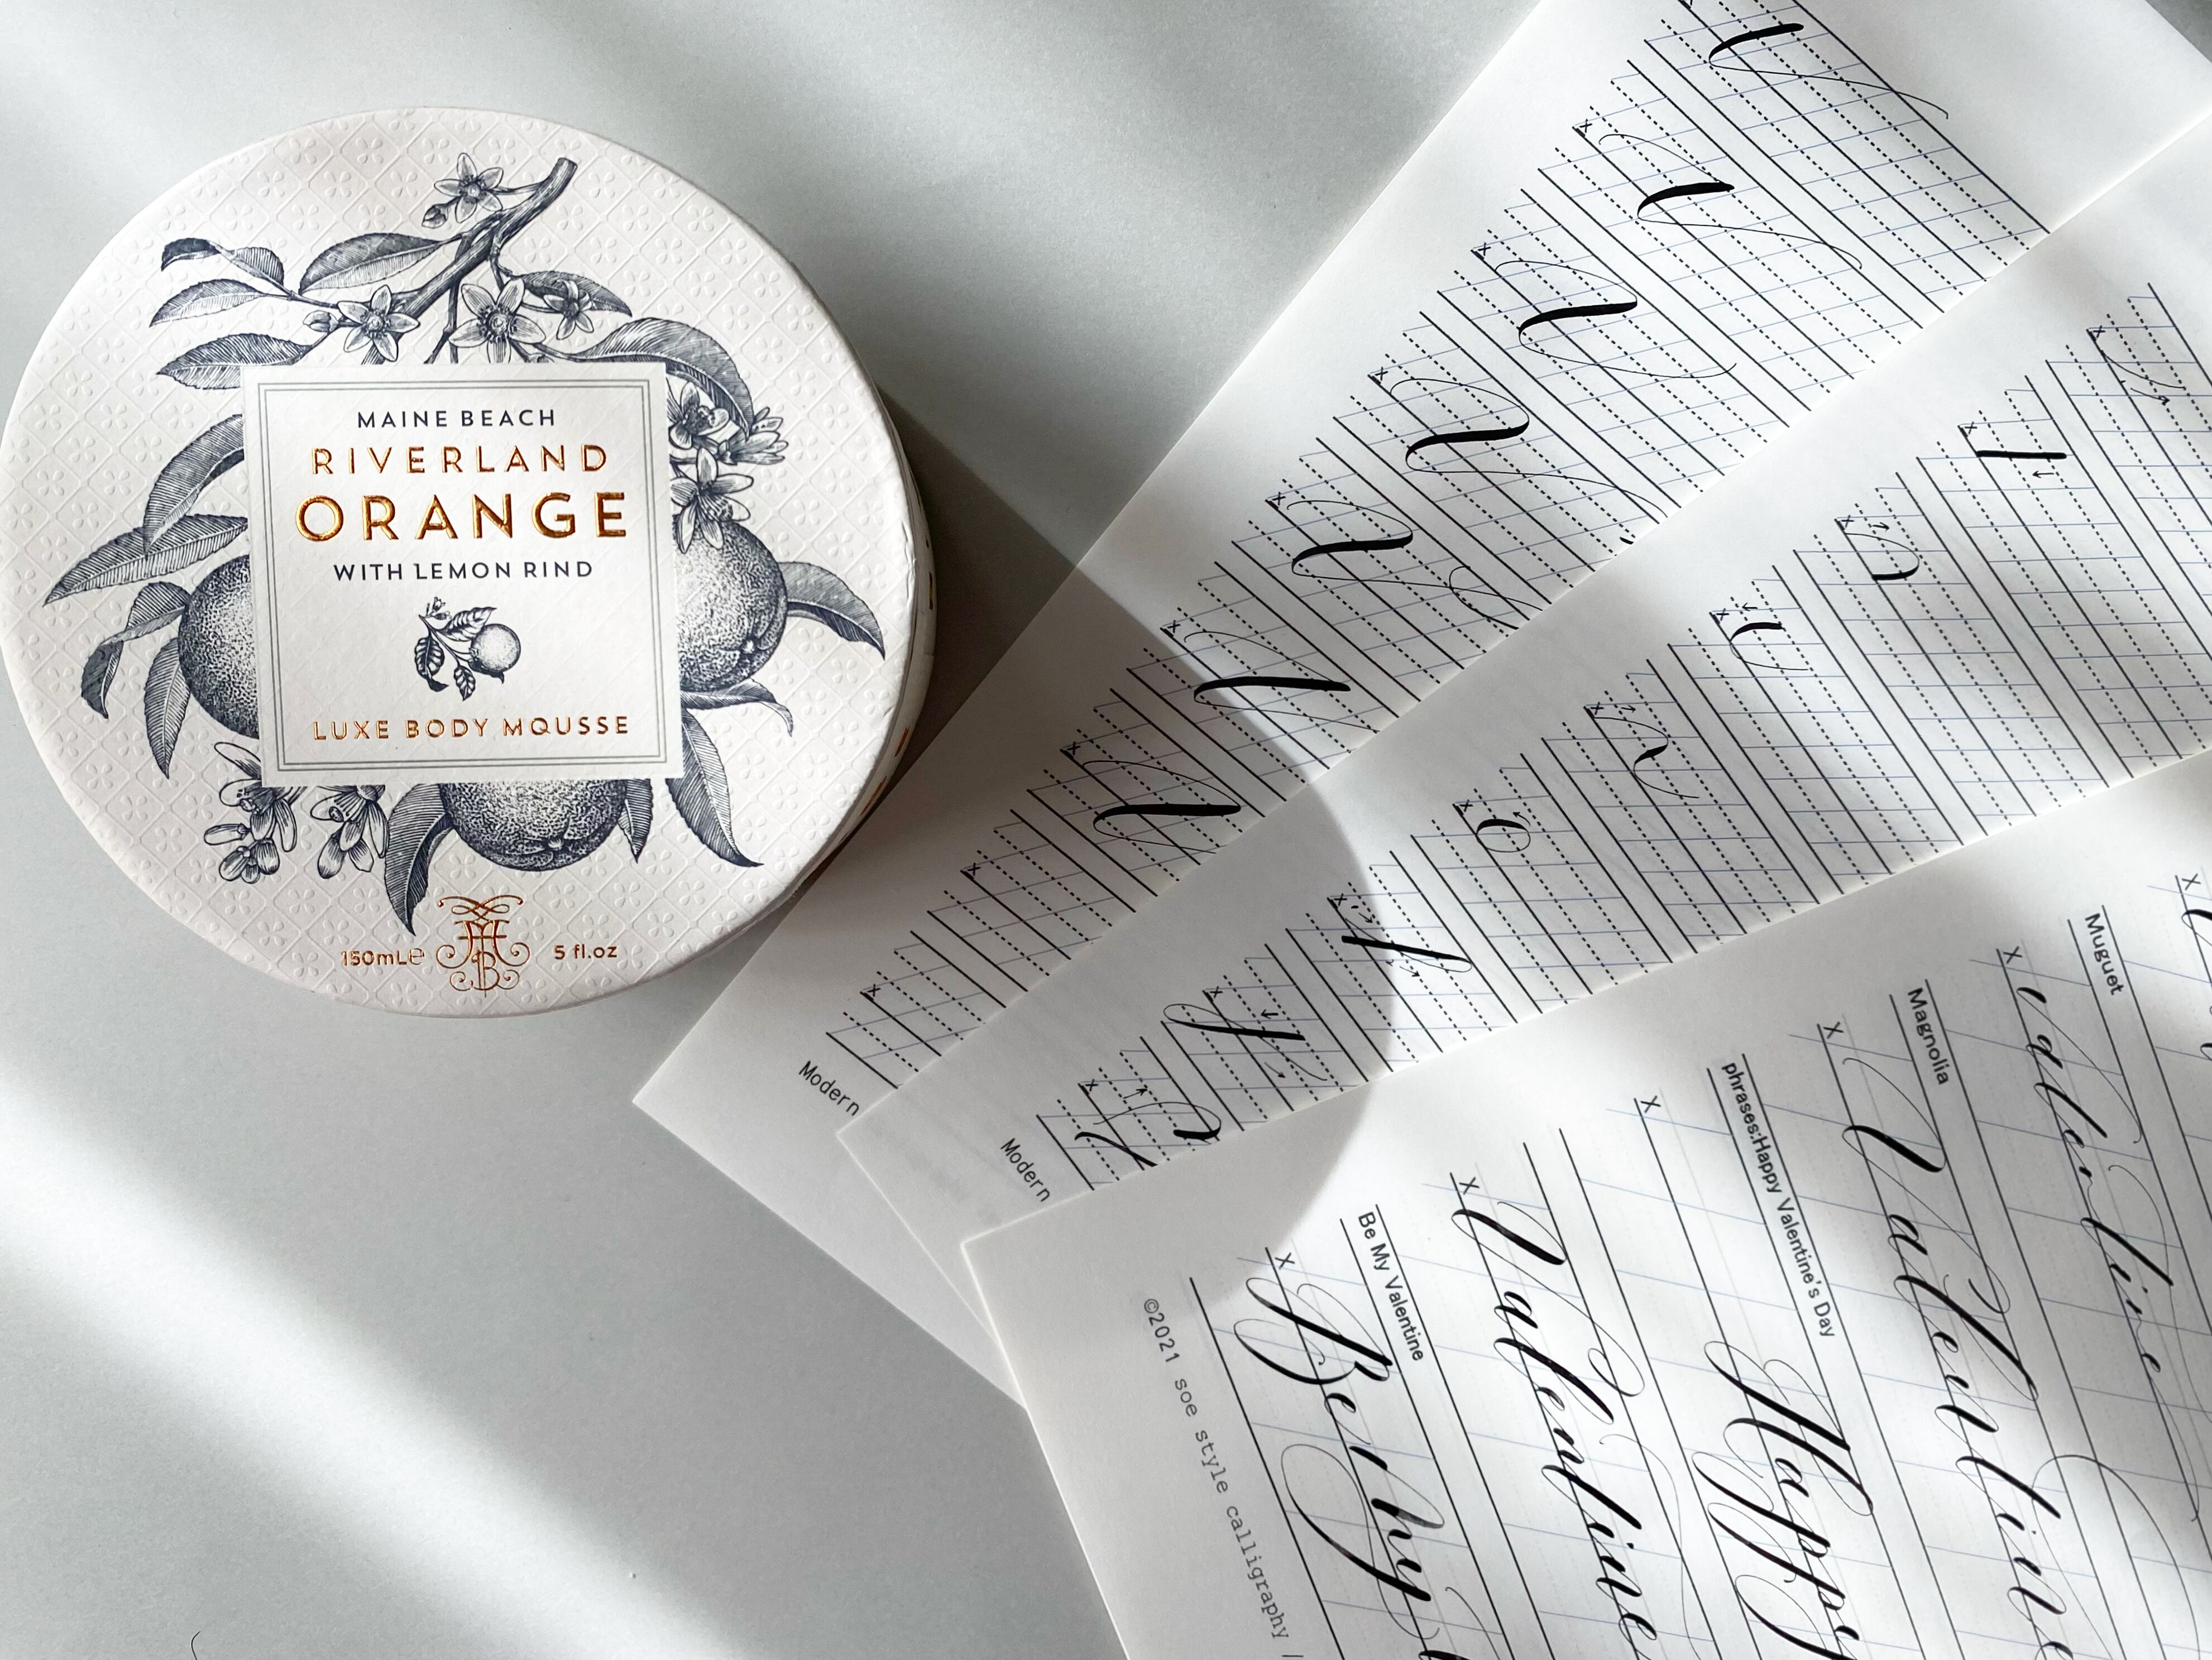 MAINE BEACH
RIVERLAND
ORANGE
WITH LEMON RIND
LUXE BODY MOUSSE
150mLe 5 fl.oz
Modern
Modern
Muguet
valentine
Magnolia
Valentine
phrases:Happy Valentine's Day
Happy
Valentine
Be My Valentine
Be my
©2021 soe style calligraphy |